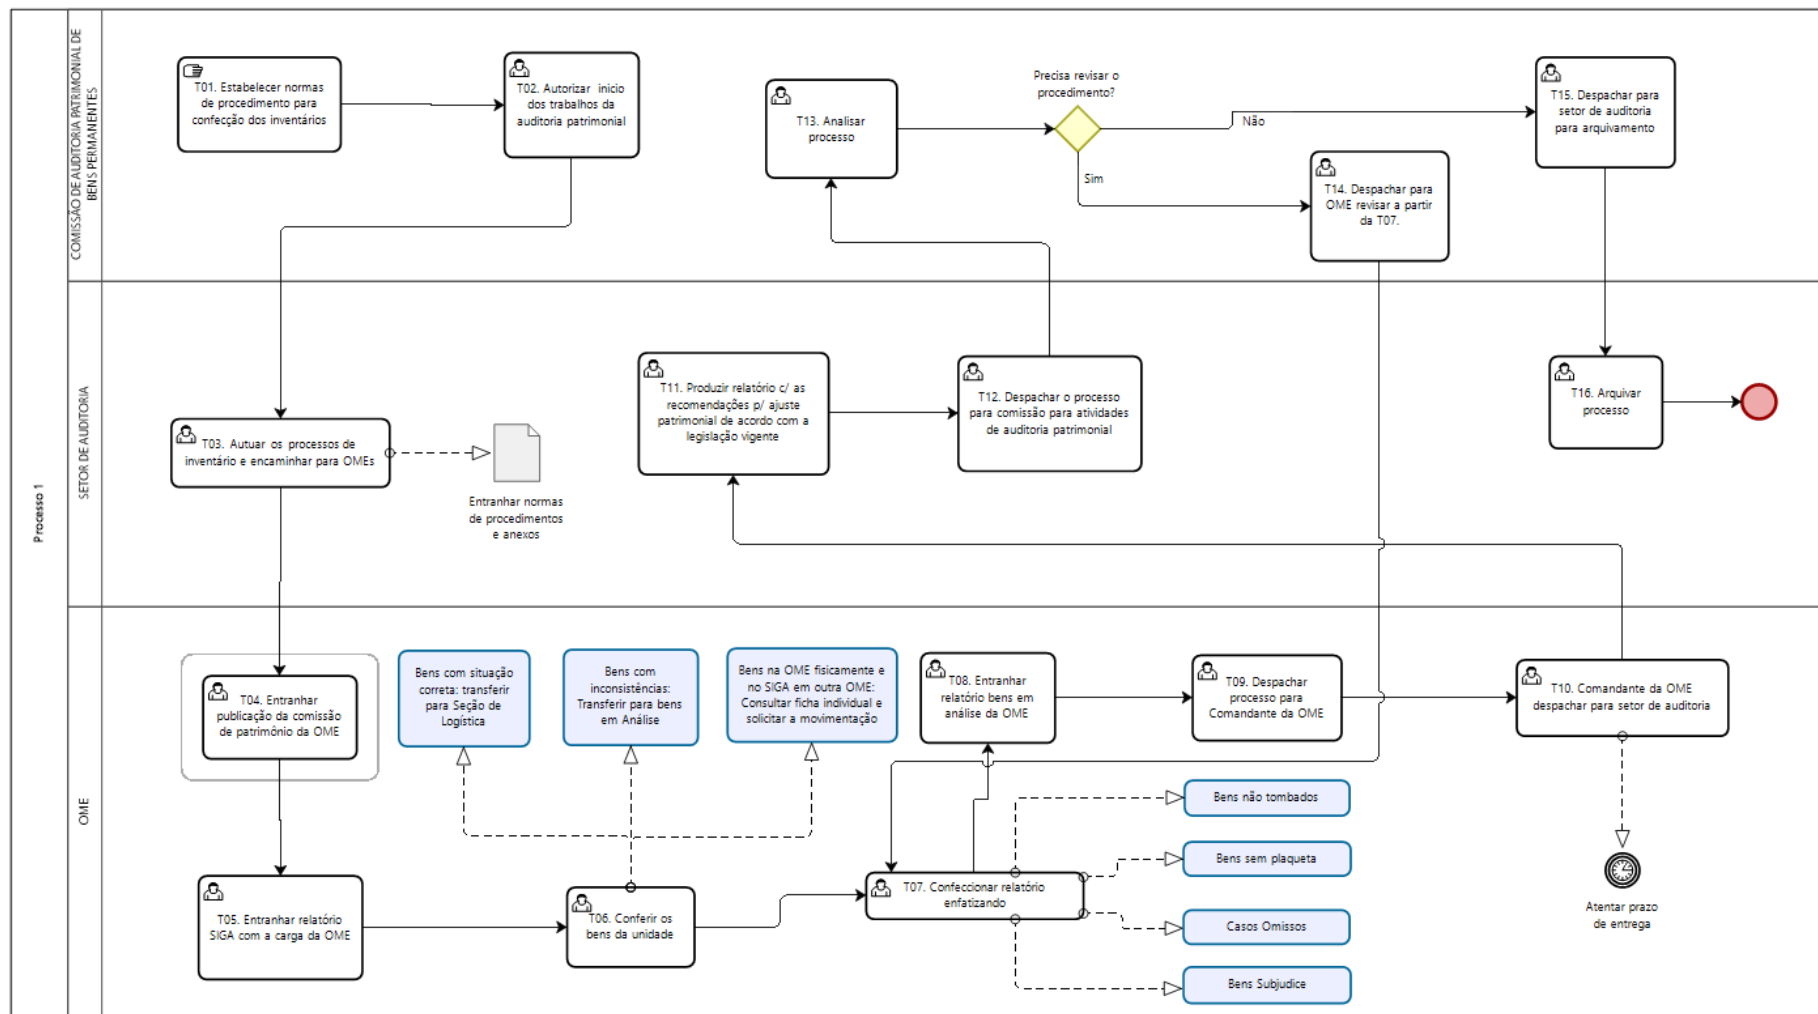 Processo 1
COMISSÃO DE AUDITORIA PATRIMONIAL DE
BENS PERMANENTES
T01. Estabelecer normas
de procedimento para
confecção dos inventários
T02. Autorizar inicio
dos trabalhos da
auditoria patrimonial
T13. Analisar
processo
Precisa revisar o
procedimento?
Não
Sim
T14. Despachar para
OME revisar a partir
da T07.
T15. Despachar para
setor de auditoria
para arquivamento
SETOR DE AUDITORIA
T03. Autuar os processos de
inventário e encaminhar para OMEs
Entranhar normas
de procedimentos
e anexos
T11. Produzir relatório c/ as
recomendações p/ ajuste
patrimonial de acordo com a
legislação vigente
T12. Despachar o processo
para comissão para atividades
de auditoria patrimonial
T16. Arquivar
processo
OME
T04. Entranhar
publicação da comissão
de patrimônio da OME
Bens com situação
correta: transferir
para Seção de
Logística
Bens com
inconsistências:
Transferir para bens
em Análise
Bens na OME fisicamente e
no SIGA em outra OME:
Consultar ficha individual e
solicitar a movimentação
T08. Entranhar
relatório bens em
análise da OME
T09. Despachar
processo para
Comandante da OME
T10. Comandante da OME
despachar para setor de auditoria
T05. Entranhar relatório
SIGA com a carga da OME
T06. Conferir os
bens da unidade
T07. Confeccionar relatório
enfatizando
Bens não tombados
Bens sem plaqueta
Casos Omissos
Bens Subjudice
Atentar prazo
de entrega